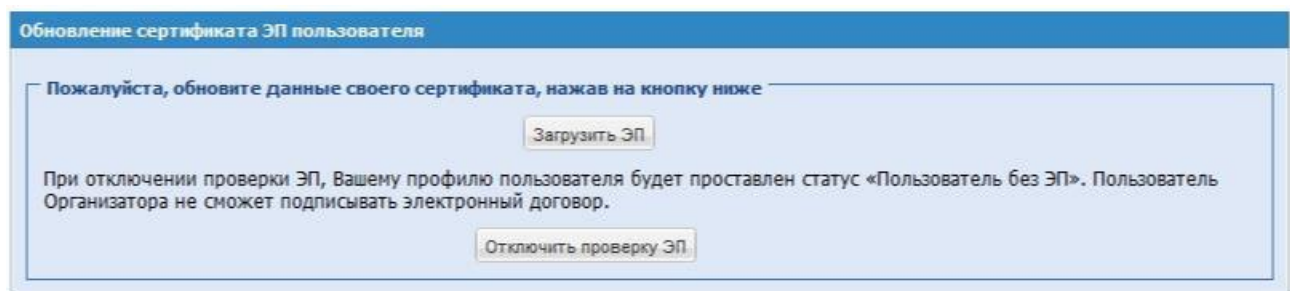 Обновление сертификата ЭП пользователя
Пожалуйста, обновите данные своего сертификата, нажав на кнопку ниже
Загрузить ЭП
При отключении проверки ЭП, Вашему профилю пользователя будет проставлен статус «Пользователь без ЭП». Пользователь
Организатора не сможет подписывать электронный договор.
Отключить проверку ЭП